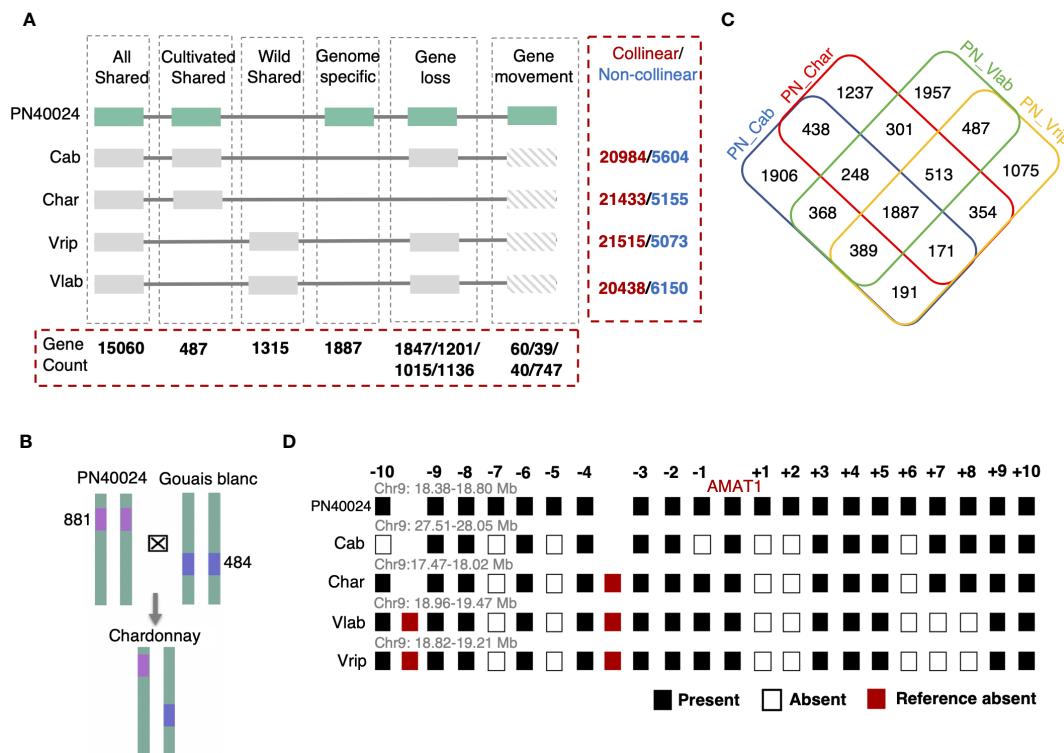 A
All Shared
Cultivated Shared
Wild Shared
Genome specific
Gene loss
Gene movement
Collinear/
Non-collinear
PN40024
Cab
20984/5604
Char
21433/5155
Vrip
21515/5073
Vlab
20438/6150
Gene Count
15060
487
1315
1887
1847/1201/
1015/1136
60/39/
40/747
C
PN_Cab
PN_Char
PN_Vlab
PN_Vrip
1237
1957
438
301
487
1906
248
513
1075
368
1887
354
389
171
191
B
PN40024
Gouais blanc
881
484
Chardonnay
D
-10 -9 -8 -7 -6 -5 -4 -3 -2 -1 +1 +2 +3 +4 +5 +6 +7 +8 +9 +10
AMAT1
Chr9: 18.38-18.80 Mb
PN40024
Chr9: 27.51-28.05 Mb
Cab
Chr9:17.47-18.02 Mb
Char
Chr9: 18.96-19.47 Mb
Vlab
Chr9: 18.82-19.21 Mb
Vrip
Present
Absent
Reference absent